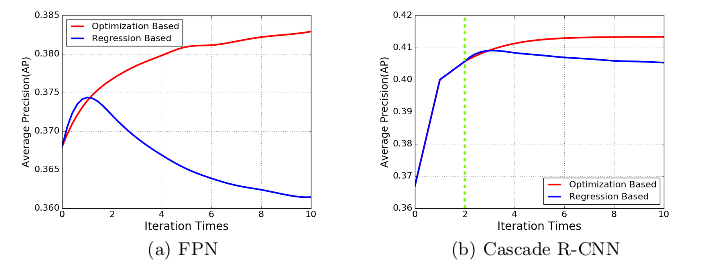 0.385
0.380
0.375
0.370
0.365
0.360
Average Precision(AP)
Optimization Based
Regression Based
0 2 4 6 8 10
Iteration Times
(a) FPN
0.42
0.41
0.40
0.39
0.38
0.37
0.36
Average Precision(AP)
Optimization Based
Regression Based
0 2 4 6 8 10
Iteration Times
(b) Cascade R-CNN